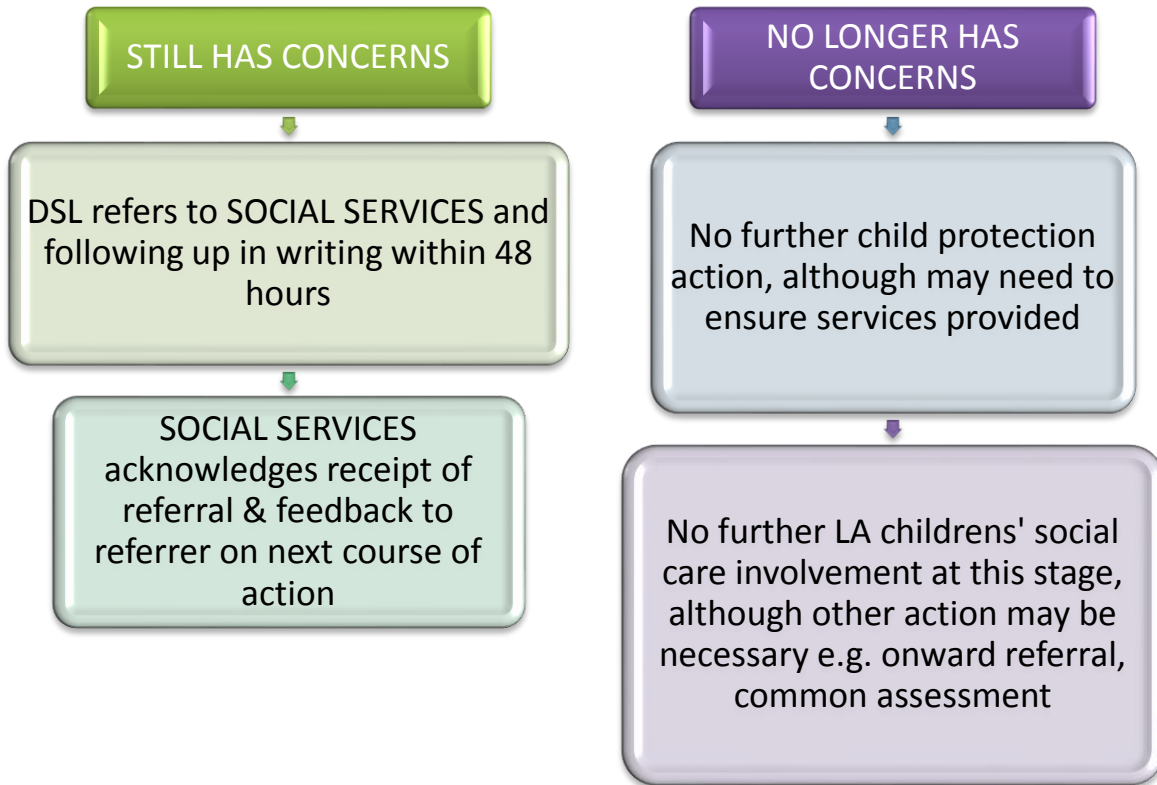 STILL HAS CONCERNS
DSL refers to SOCIAL SERVICES and
following up in writing within 48
hours
SOCIAL SERVICES
acknowledges receipt of
referral & feedback to
referrer on next course of
action
NO LONGER HAS
CONCERNS
No further child protection
action, although may need to
ensure services provided
No further LA childrens' social
care involvement at this stage,
although other action may be
necessary e.g. onward referral,
common assessment